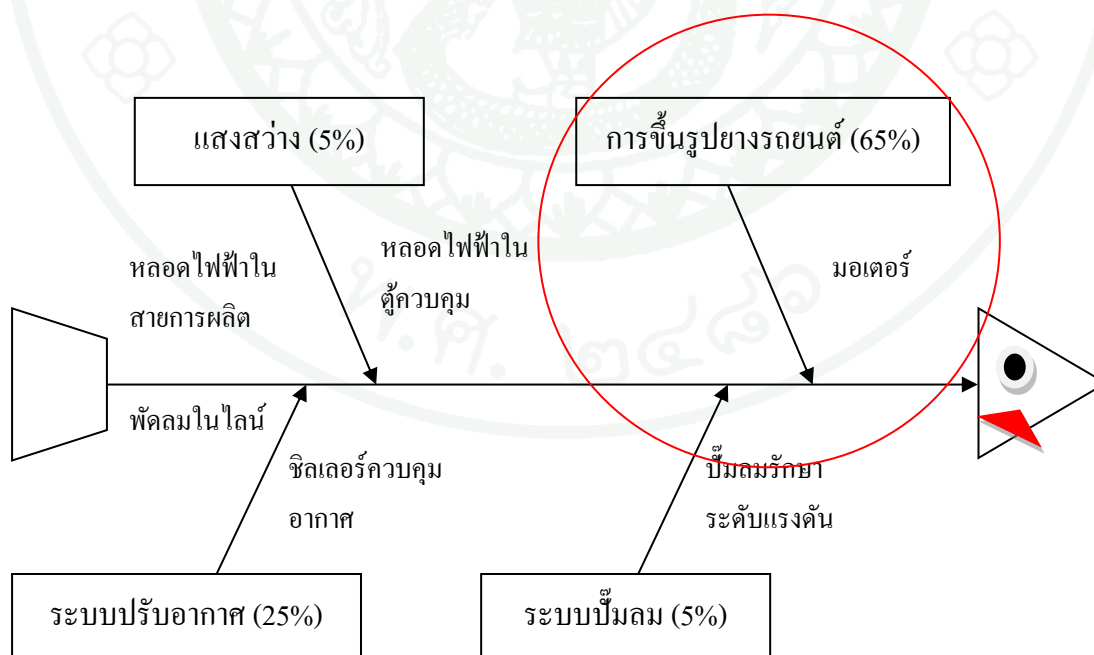 แสงสว่าง (5%)
การขึ้นรูปยางรถยนต์ (65%)
หลอดไฟฟ้าใน
สายการผลิต
หลอดไฟฟ้าใน
ตู้ควบคุม
มอเตอร์
พ.ศ. ๒๔๘๖
พัดลมในไลน์
ชิลเลอร์ควบคุม
อากาศ
ปั๊มลมรักษา
ระดับแรงดัน
ระบบปรับอากาศ (25%)
ระบบปั๊มลม (5%)